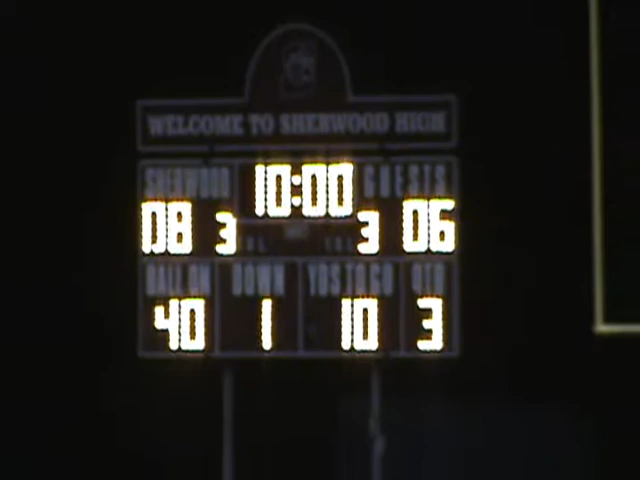 WELCOME TO SHERWOOD HIGH
SHERWOOD 10:00 GUESTS
08 3 3 06
BALL ON DOWN YDS TO GO QTR
40 1 10 3